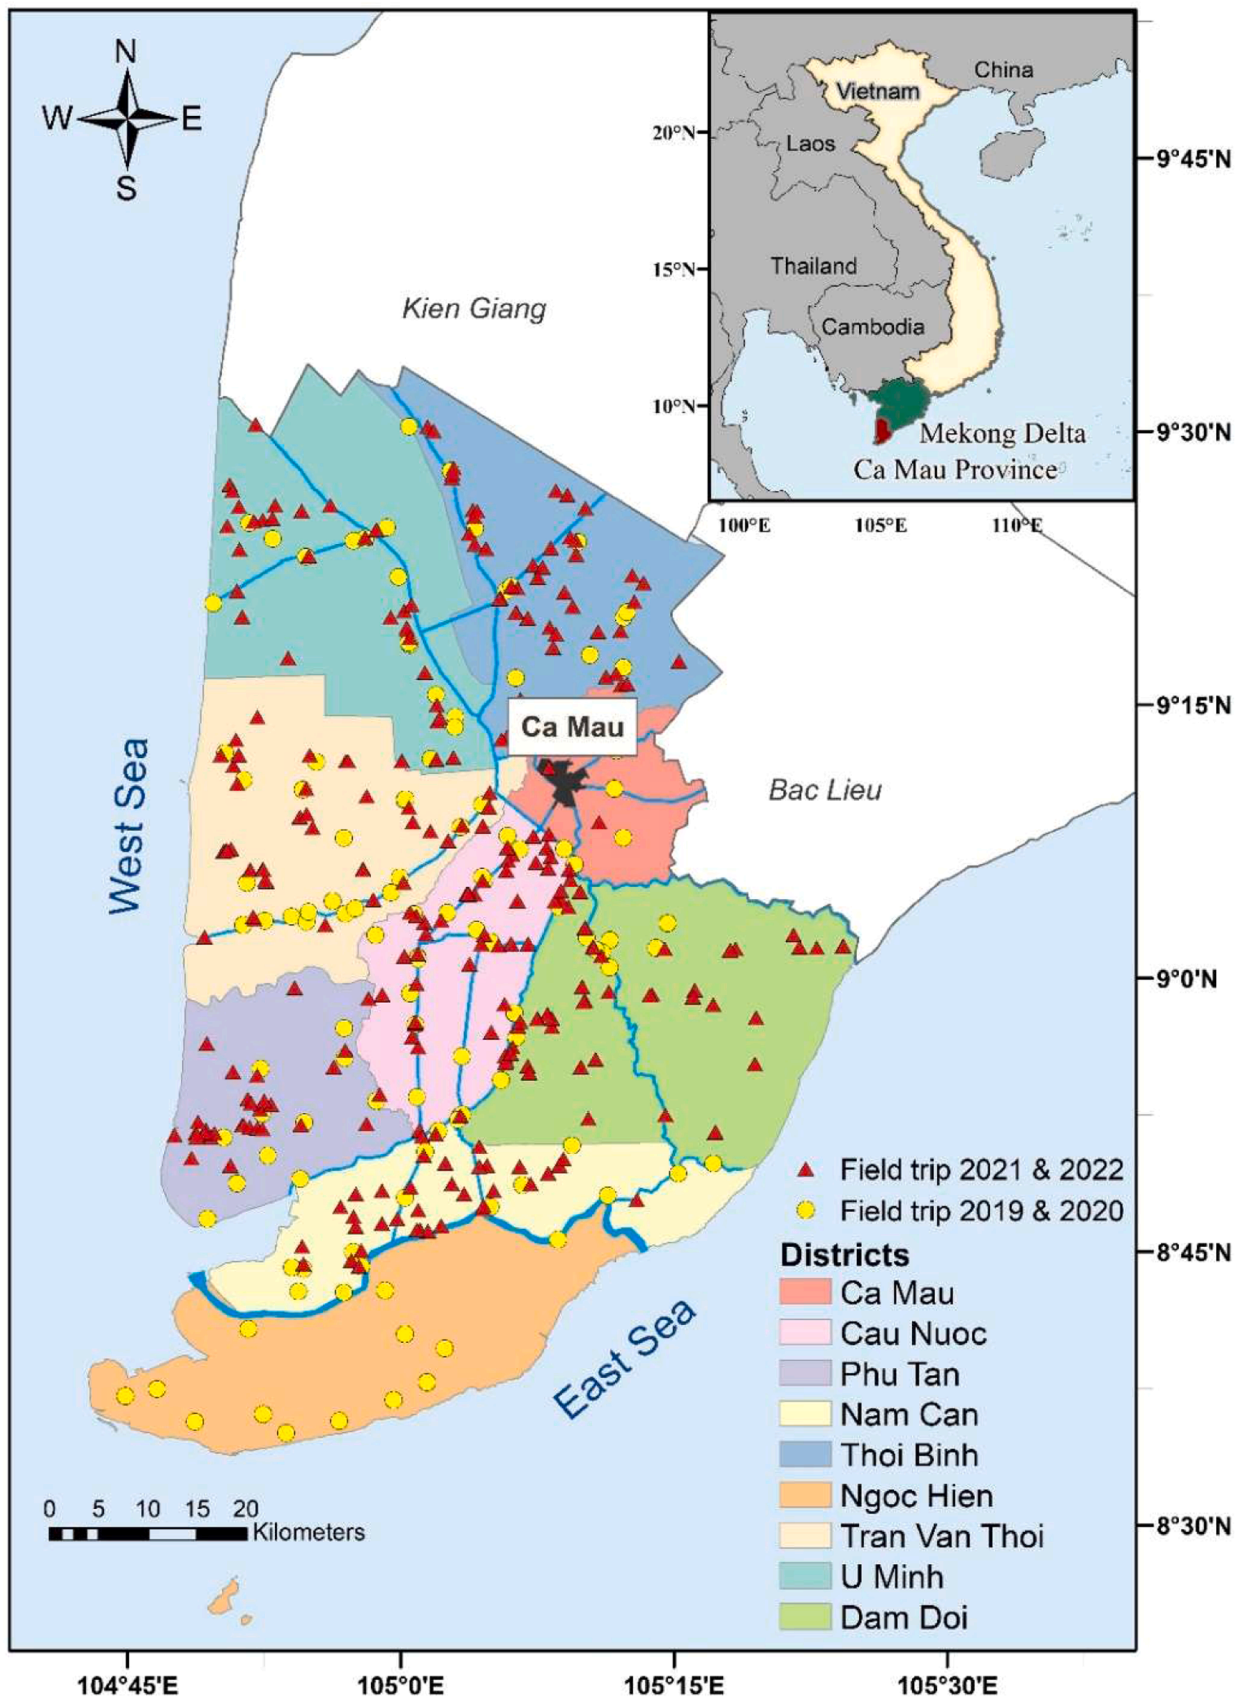 N
W
E
S
China
Vietnam
Laos
Thailand
Cambodia
Mekong Delta
Ca Mau Province
20°N
15°N
10°N
100°E
105°E
110°E
9°45'N
9°30'N
9°15'N
9°0'N
8°45'N
8°30'N
Kien Giang
Ca Mau
Bac Lieu
West Sea
East Sea
Field trip 2021 & 2022
Field trip 2019 & 2020
Districts
Ca Mau
Cau Nuoc
Phu Tan
Nam Can
Thoi Binh
Ngoc Hien
Tran Van Thoi
U Minh
Dam Doi
0 5 10 15 20
Kilometers
104°45'E
105°0'E
105°15'E
105°30'E